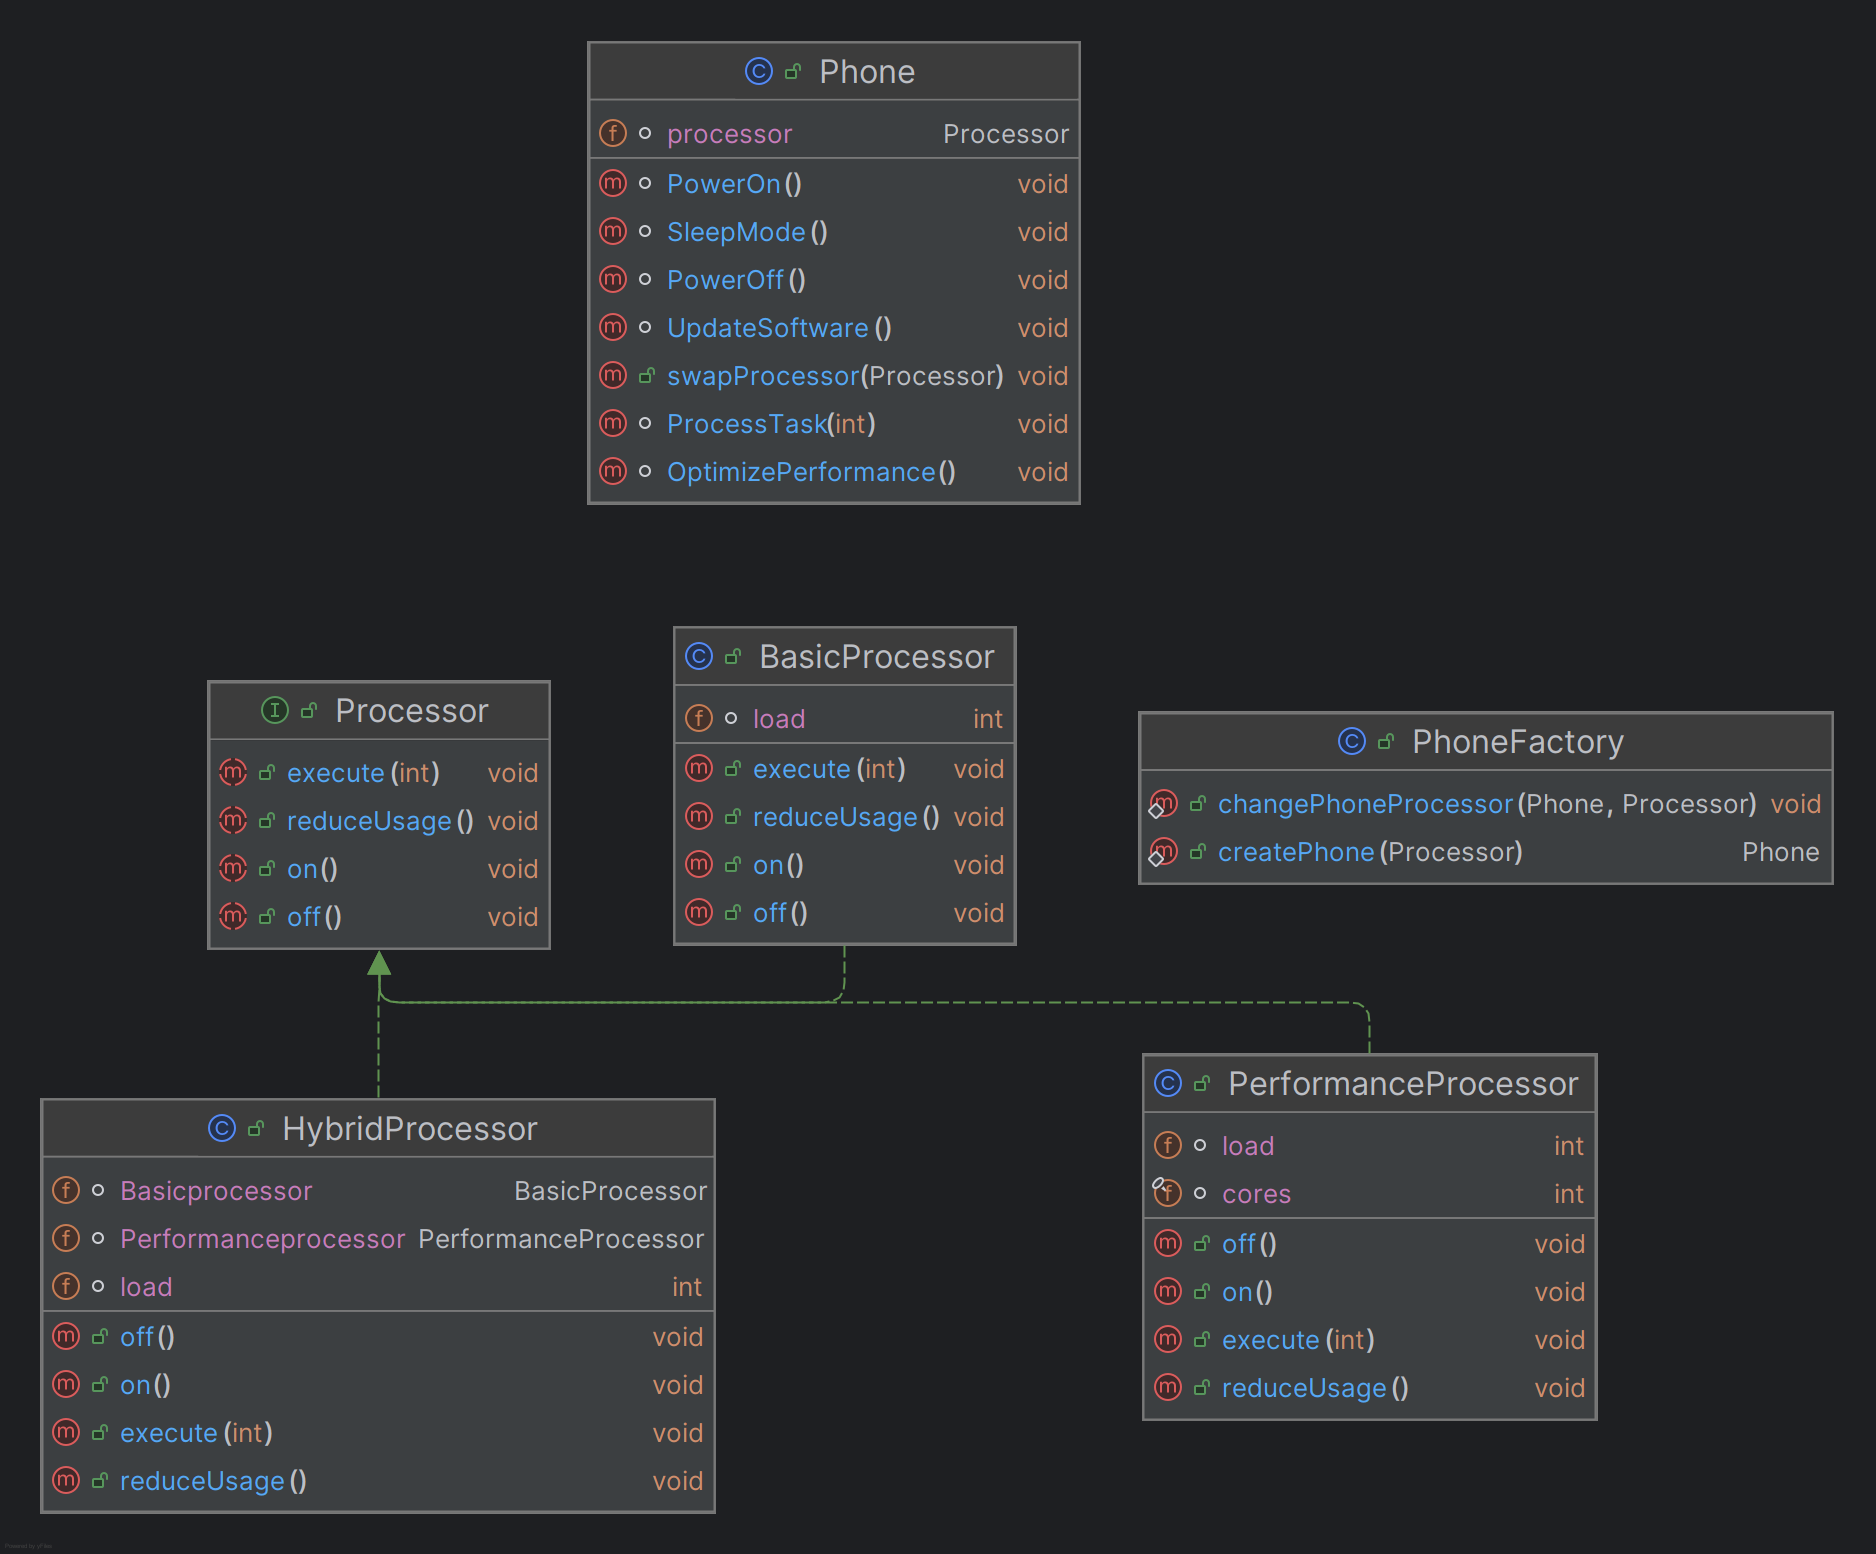 Phone
processor Processor
PowerOn() void
SleepMode() void
PowerOff() void
UpdateSoftware() void
swapProcessor(Processor) void
ProcessTask(int) void
OptimizePerformance() void
Processor
execute(int) void
reduceUsage() void
on() void
off() void
BasicProcessor
load int
execute(int) void
reduceUsage() void
on() void
off() void
PhoneFactory
changePhoneProcessor(Phone, Processor) void
createPhone(Processor) Phone
HybridProcessor
Basicprocessor BasicProcessor
Performanceprocessor PerformanceProcessor
load int
off() void
on() void
execute(int) void
reduceUsage() void
PerformanceProcessor
load int
cores int
off() void
on() void
execute(int) void
reduceUsage() void
Powered by yFiles